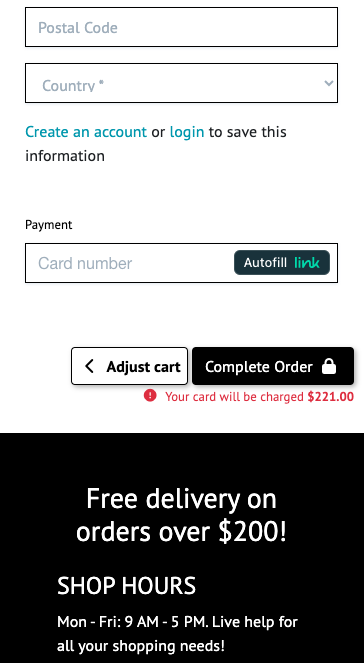 Postal Code
Country *
Create an account or login to save this
information
Payment
Card number
Autofill link
Adjust cart
Complete Order
Your card will be charged $221.00
Free delivery on
orders over $200!
SHOP HOURS
Mon - Fri: 9 AM - 5 PM. Live help for
all your shopping needs!